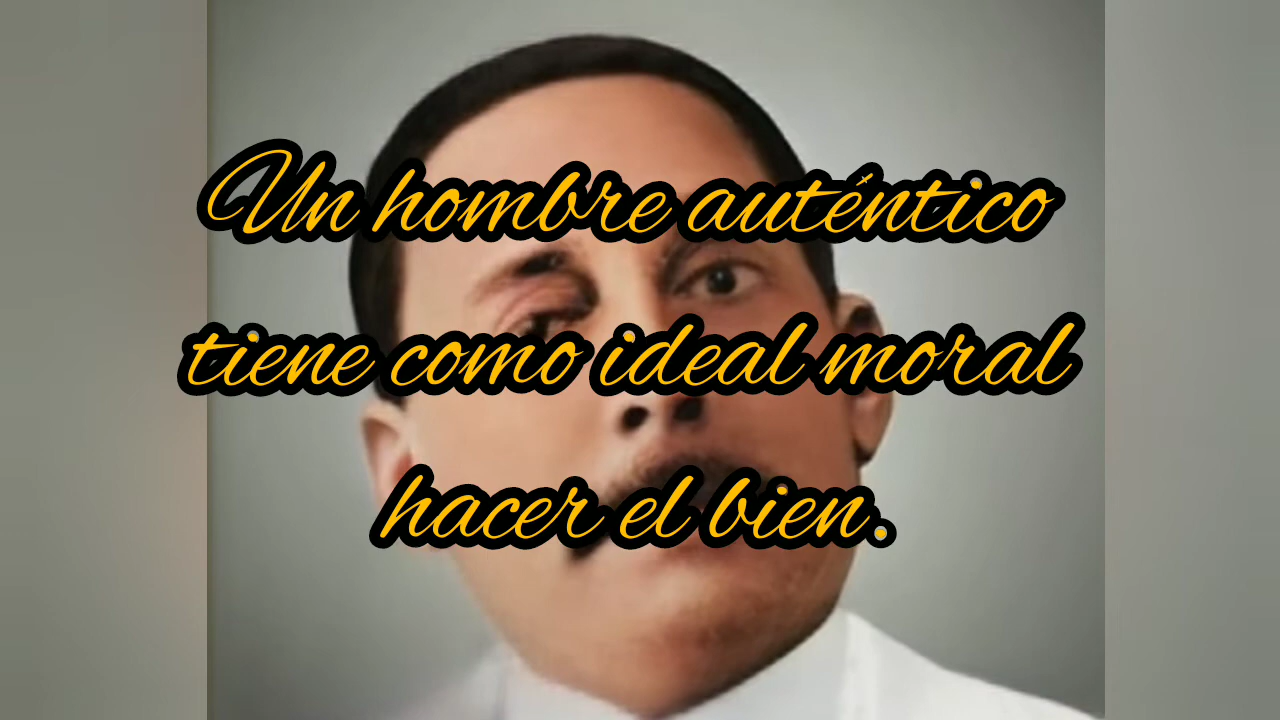 Un hombre auténtico
tiene como ideal moral
hacer el bien.